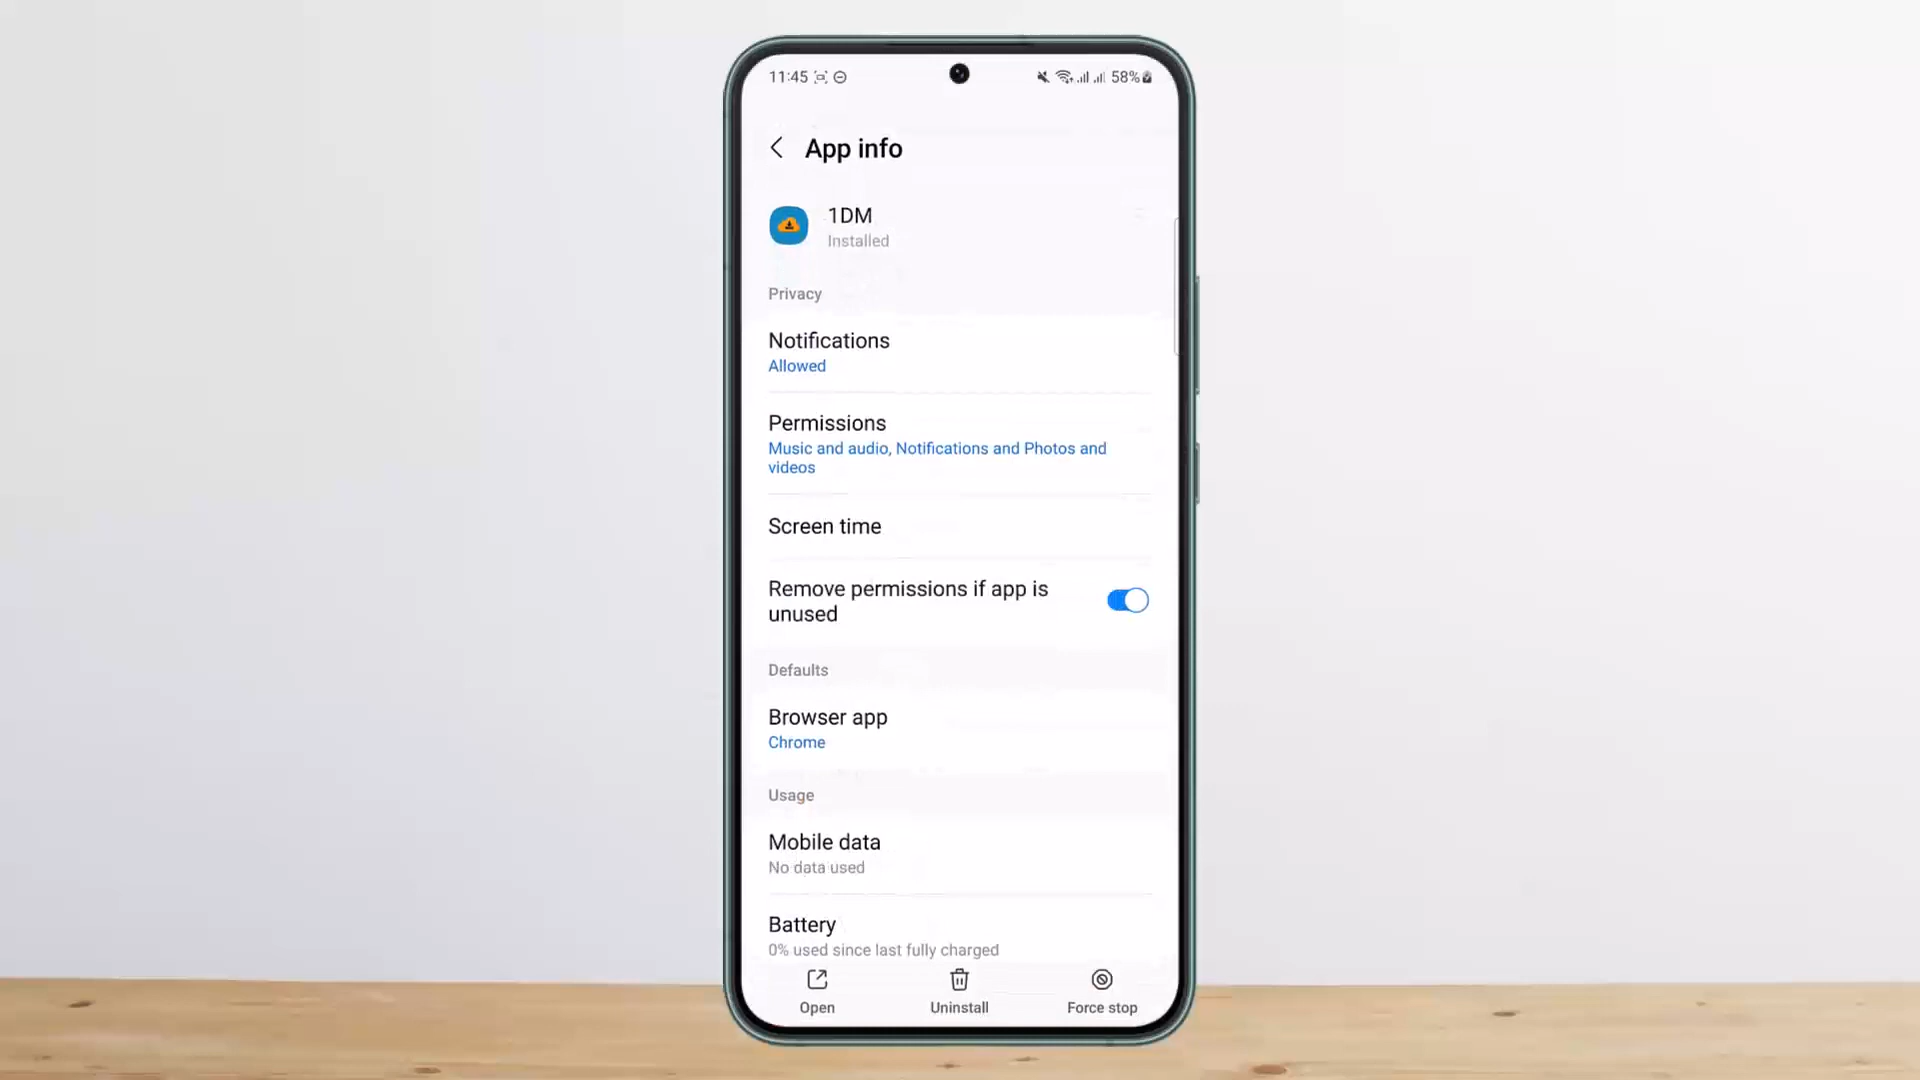 11:45
58%
App info
1DM
Installed
Privacy
Notifications
Allowed
Permissions
Music and audio, Notifications and Photos and
videos
Screen time
Remove permissions if app is
unused
Defaults
Browser app
Chrome
Usage
Mobile data
No data used
Battery
0% used since last fully charged
Open
Uninstall
Force stop